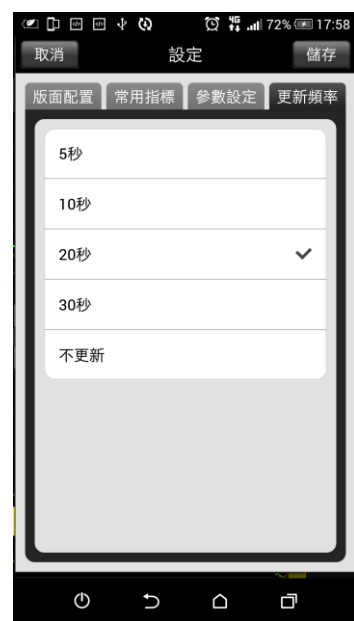 4G 72% 17:58
取消 設定 儲存
版面配置 常用指標 參數設定 更新頻率
5秒
10秒
20秒
30秒
不更新